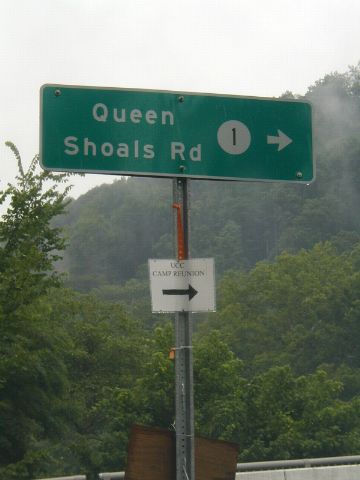 Queen
Shoals Rd 1
UCC
CAMP REUNION